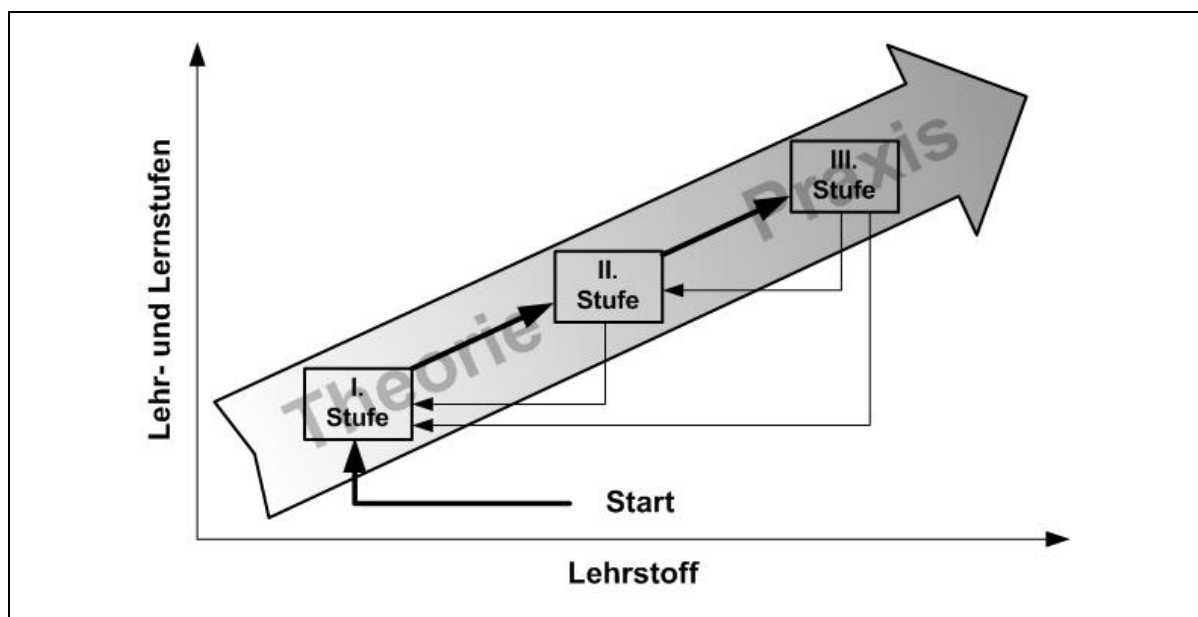 Lehr- und Lernstufen
Theorie
Praxis
III.
Stufe
II.
Stufe
I.
Stufe
Start
Lehrstoff